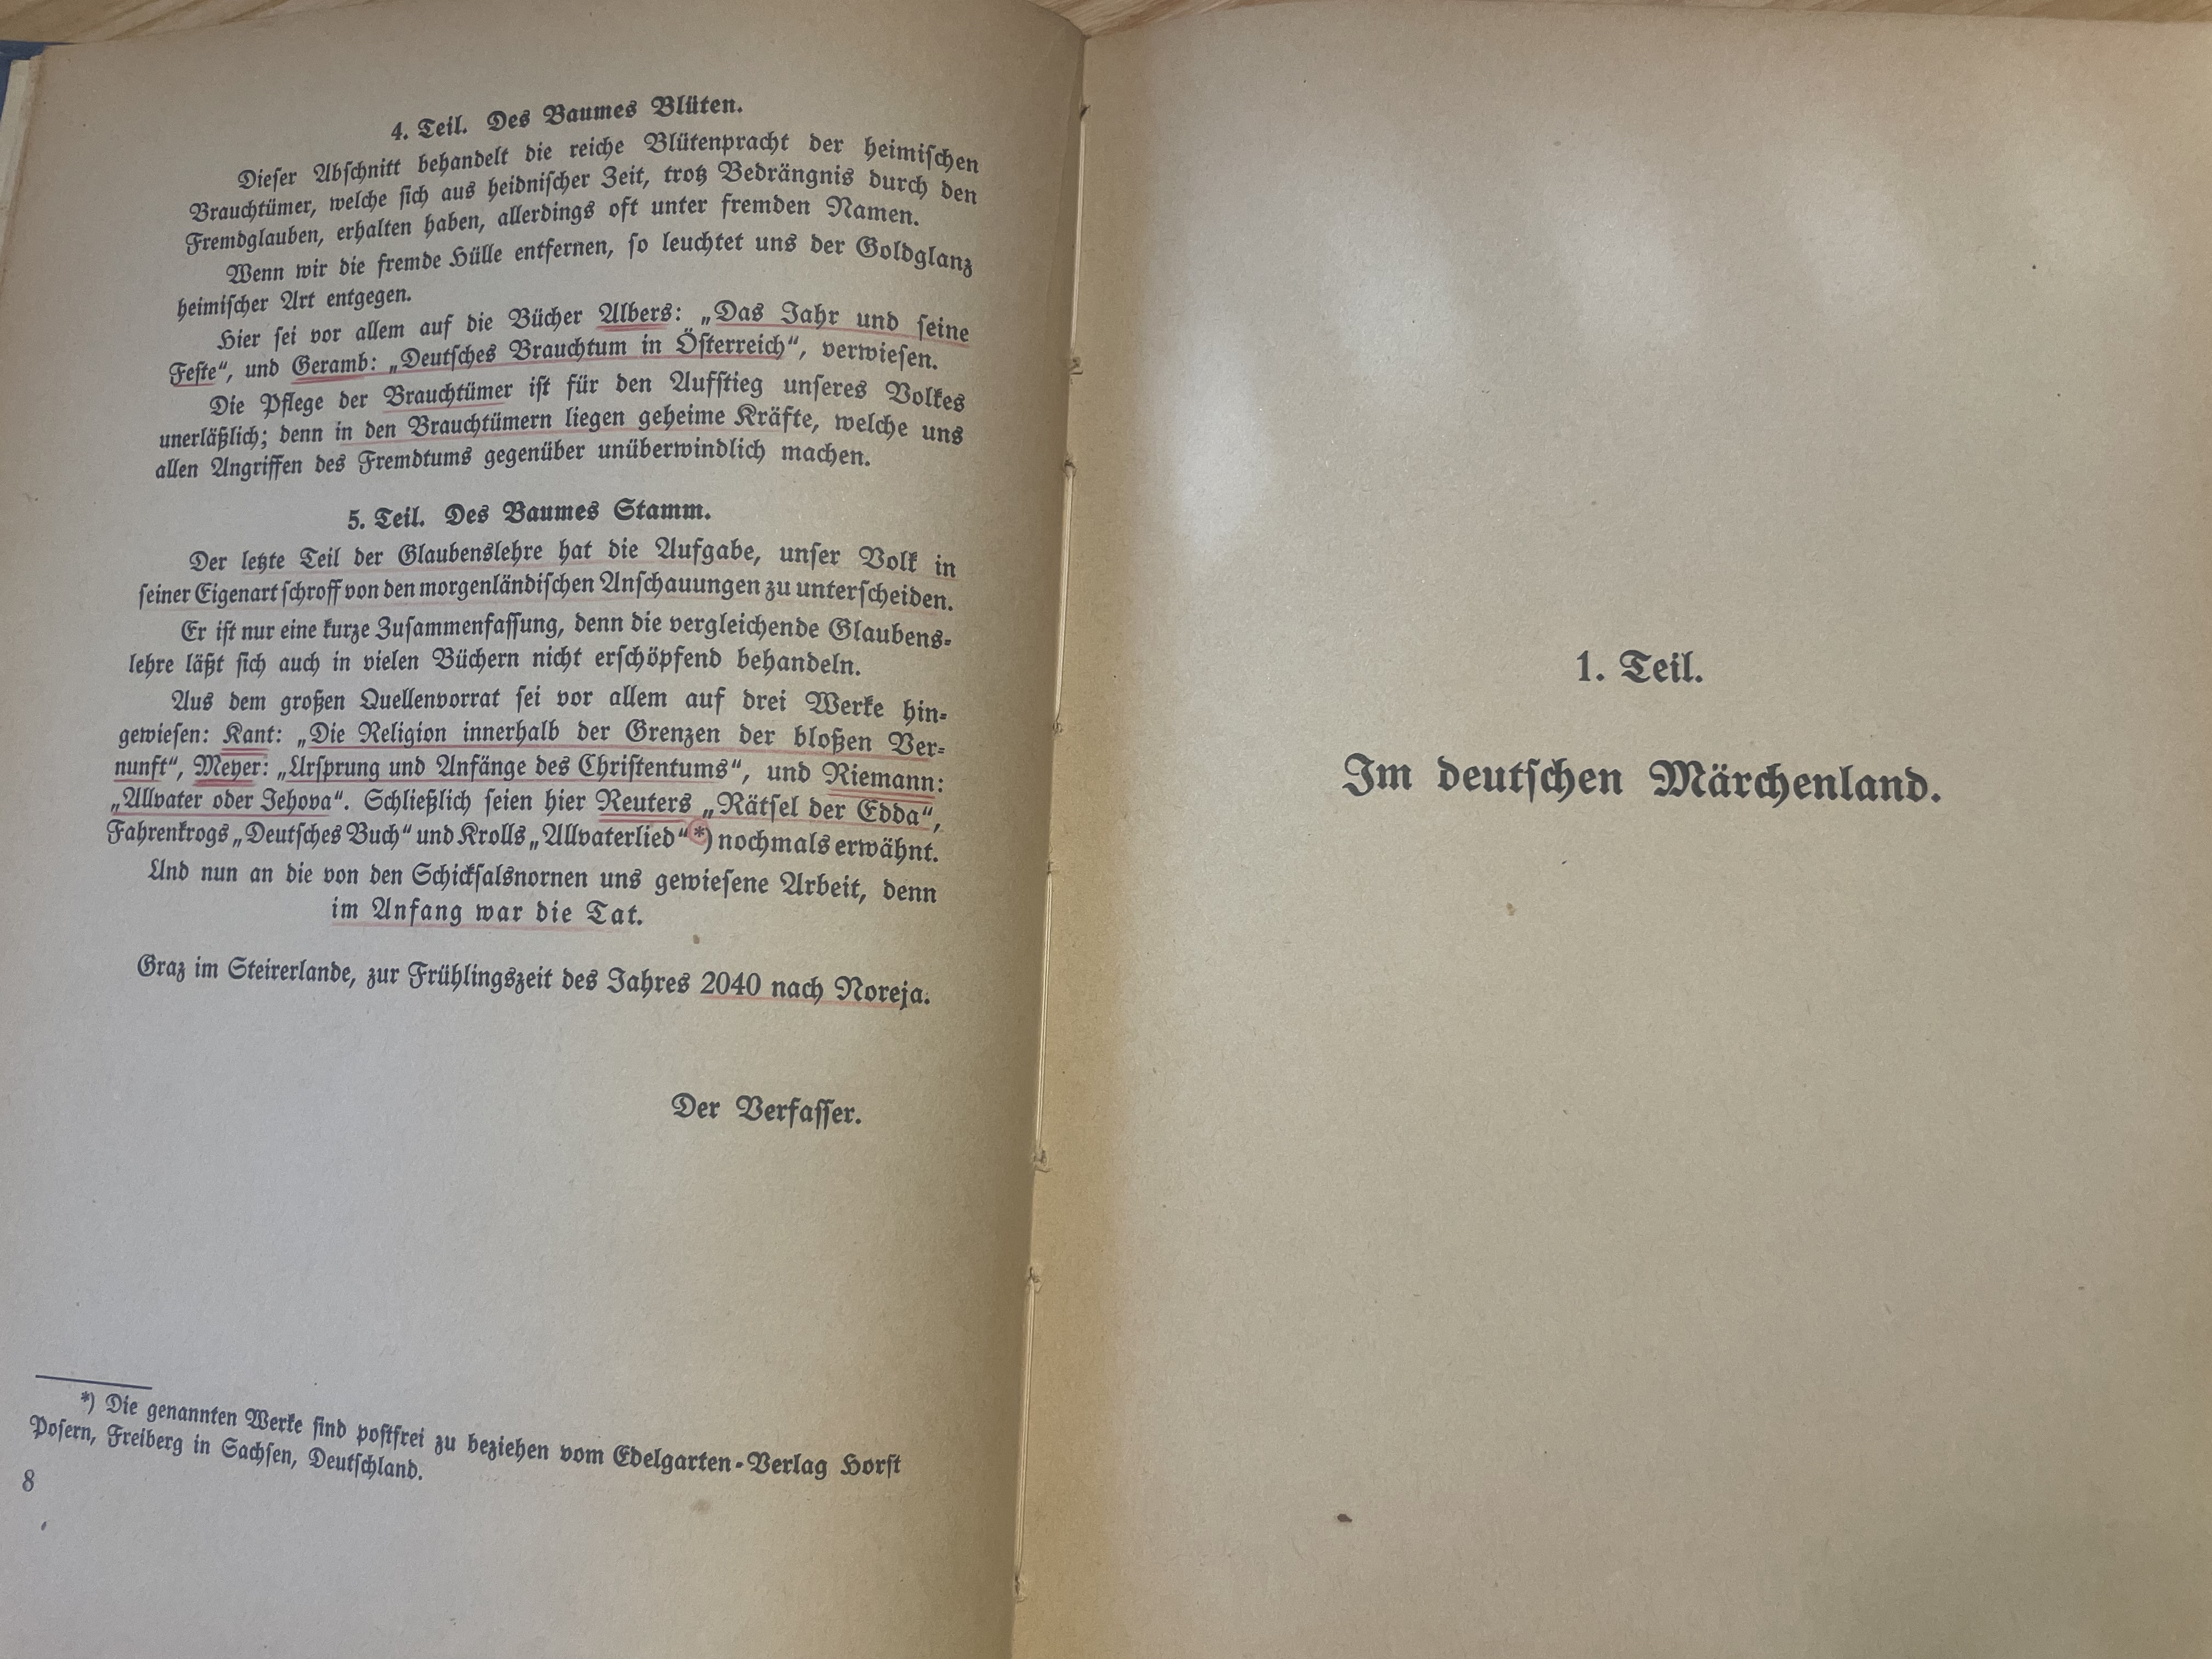 4. Teil. Des Baumes Blüten.
Dieser Abschnitt behandelt die reiche Blütenpracht der heimischen
Brauchtümer, welche sich aus heidnischer Zeit, trotz Bedrängnis durch den
Fremdglauben, erhalten haben, allerdings oft unter fremden Namen.
Wenn wir die fremde Hülle entfernen, so leuchtet uns der Goldglanz
heimischer Art entgegen.
Hier sei vor allem auf die Bücher Albers: „Das Jahr und seine
Feste“, und Geramb: „Deutsches Brauchtum in Österreich“, verwiesen.
Die Pflege der Brauchtümer ist für den Aufstieg unseres Volkes
unerläßlich; denn in den Brauchtümern liegen geheime Kräfte, welche uns
allen Angriffen des Fremdtums gegenüber unüberwindlich machen.
5. Teil. Des Baumes Stamm.
Der letzte Teil der Glaubenslehre hat die Aufgabe, unser Volk in
seiner Eigenart schroff von den morgenländischen Anschauungen zu unterscheiden.
Er ist nur eine kurze Zusammenfassung, denn die vergleichende Glaubens-
lehre läßt sich auch in vielen Büchern nicht erschöpfend behandeln.
Aus dem großen Quellenvorrat sei vor allem auf drei Werke hin-
gewiesen: Kant: „Die Religion innerhalb der Grenzen der bloßen Ver-
nunft“, Meyer: „Ursprung und Anfänge des Christentums“, und Riemann:
„Allvater oder Jehova“. Schließlich seien hier Reuters „Rätsel der Edda“,
Fahrenkrogs „Deutsches Buch“ und Krolls „Allvaterlied“*) nochmals erwähnt.
Und nun an die von den Schicksalsnornen uns gewiesene Arbeit, denn
im Anfang war die Tat.
Graz im Steirerlande, zur Frühlingszeit des Jahres 2040 nach Noreja.
Der Verfasser.
*) Die genannten Werke sind postfrei zu beziehen vom Edelgarten-Verlag Horst
Posern, Freiberg in Sachsen, Deutschland.
8
1. Teil.
Im deutschen Märchenland.